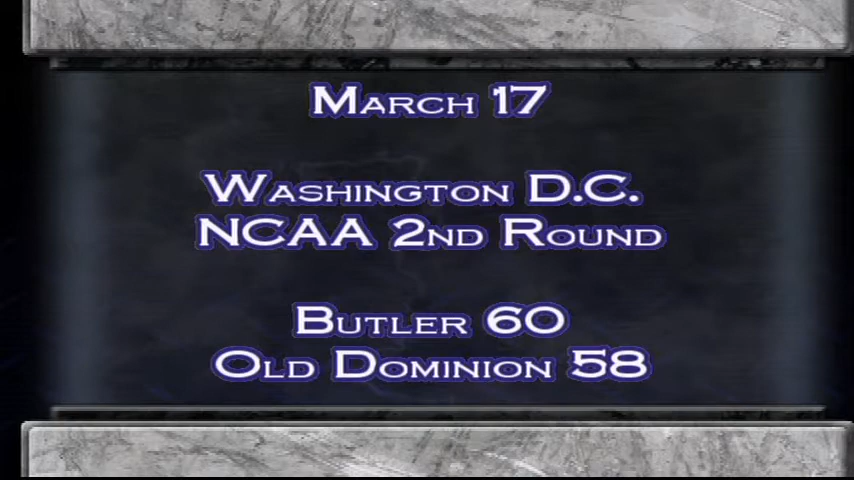 March 17
Washington D.C.
NCAA 2nd Round
Butler 60
Old Dominion 58